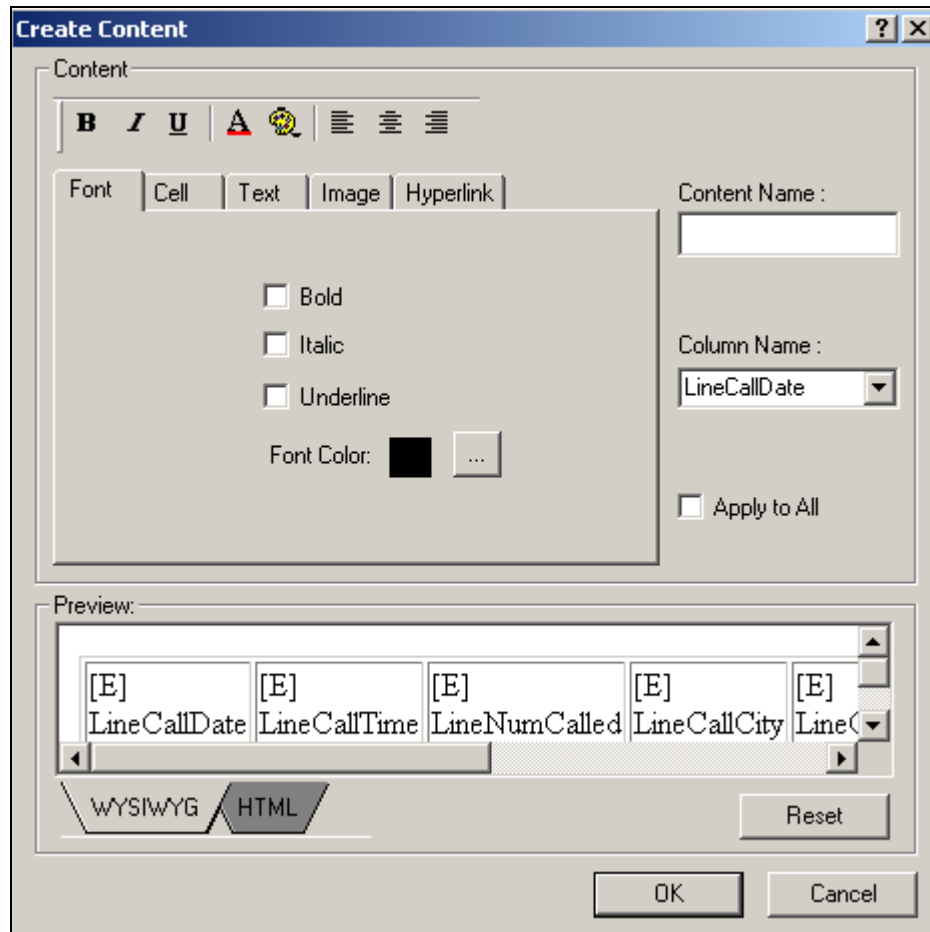 Create Content
Content
B I U A
Font Cell Text Image Hyperlink
Content Name :
Bold
Italic
Column Name :
LineCallDate
Underline
Font Color: ...
Apply to All
Preview:
[E] [E] [E] [E] [E]
LineCallDate LineCallTime LineNumCalled LineCallCity
WYSIWYG HTML
Reset
OK Cancel